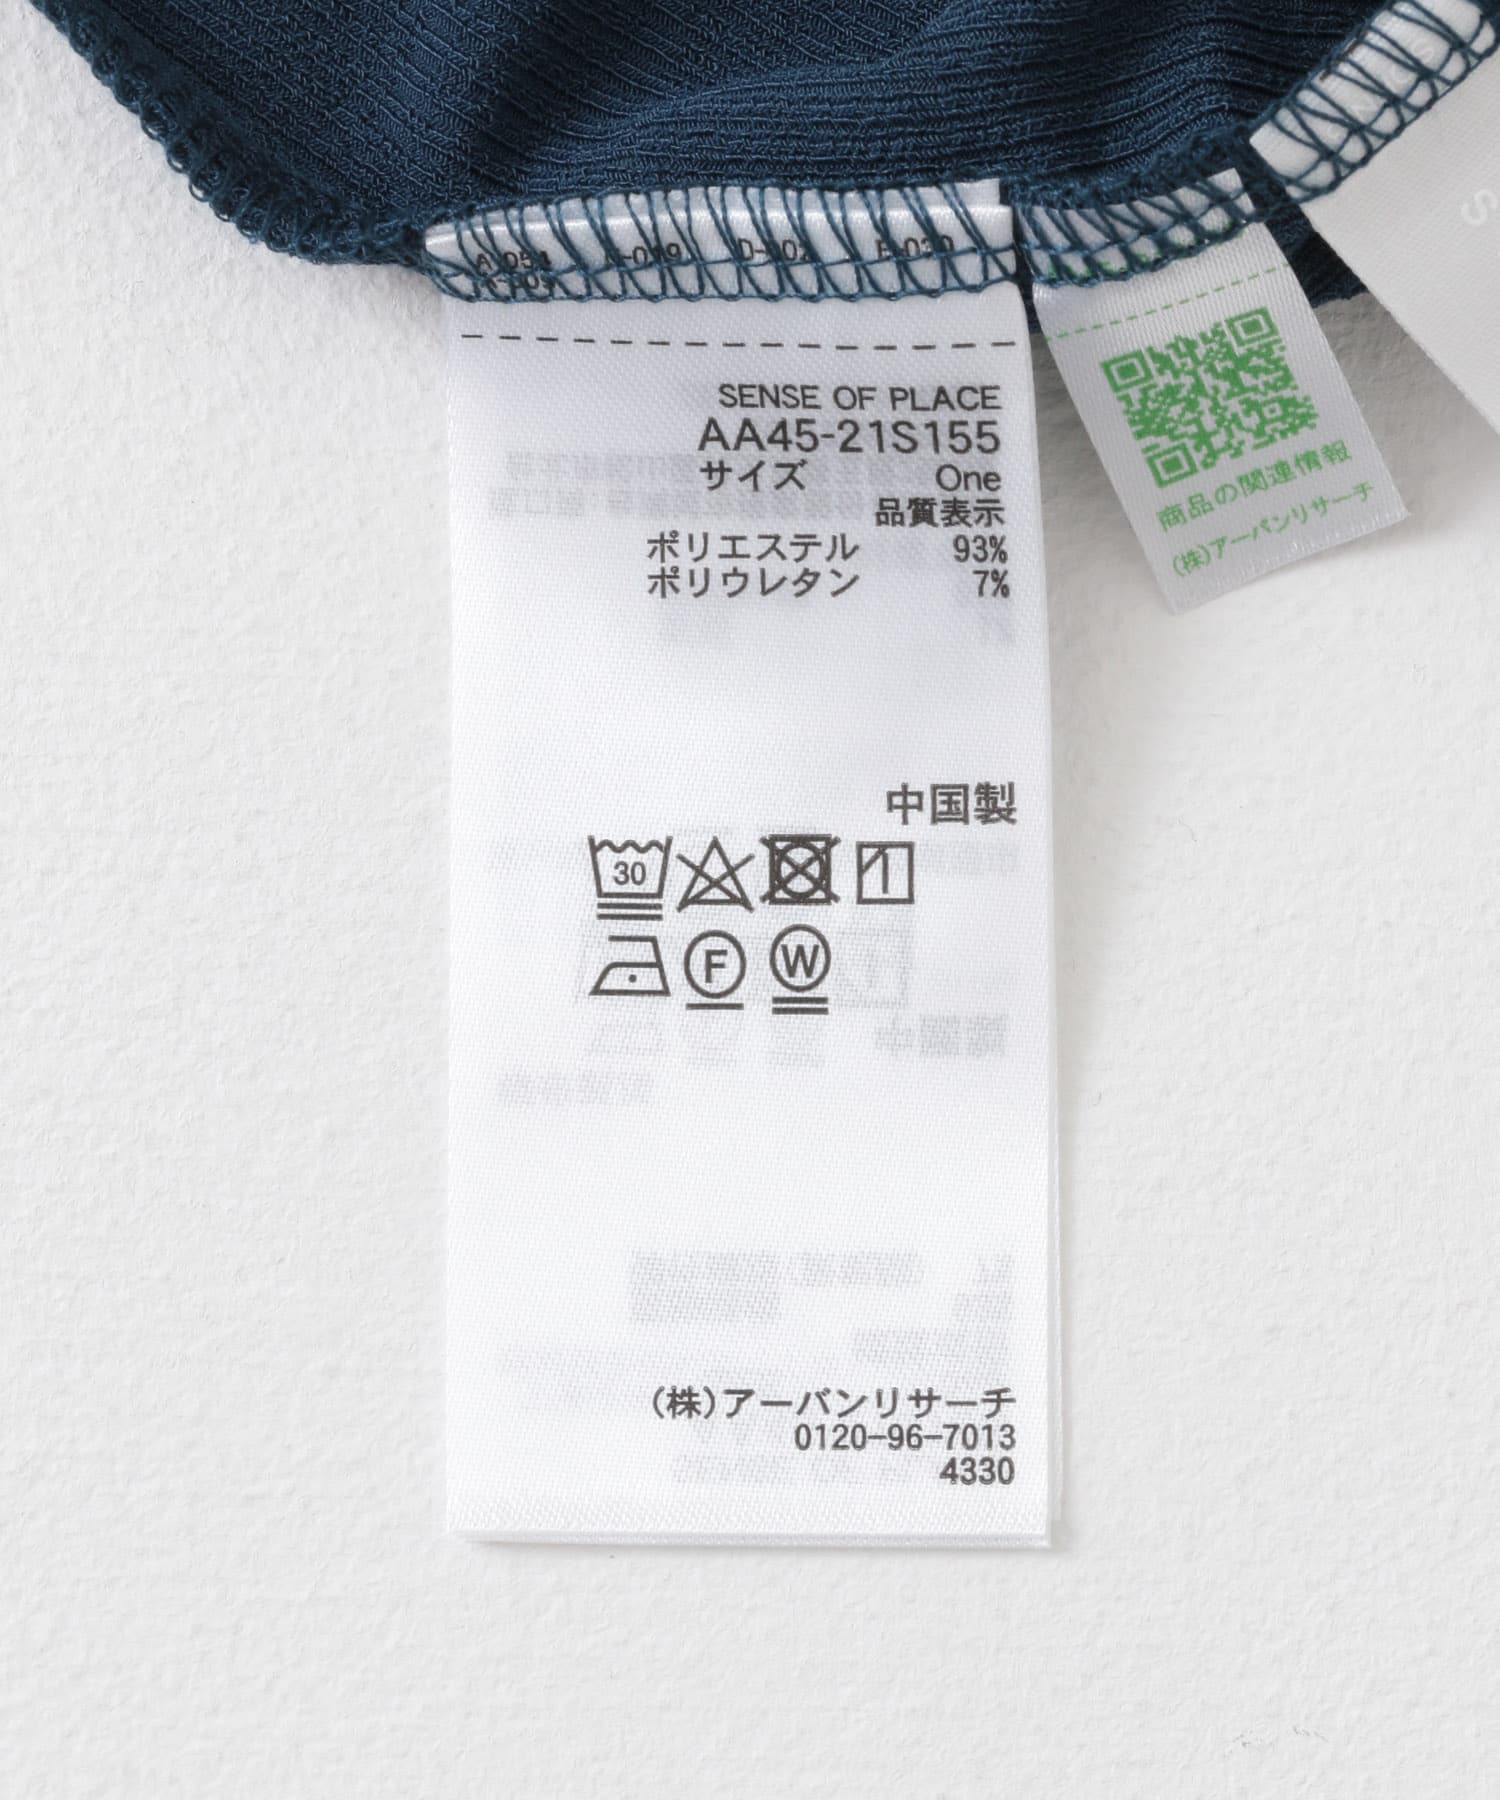 SENSE OF PLACE
AA45-21S155
サイズ One
品質表示
ポリエステル 93%
ポリウレタン 7%
中国製
30
F W
(株)アーバンリサーチ
0120-96-7013
4330
商品の関連情報
(株)アーバンリサーチ
S